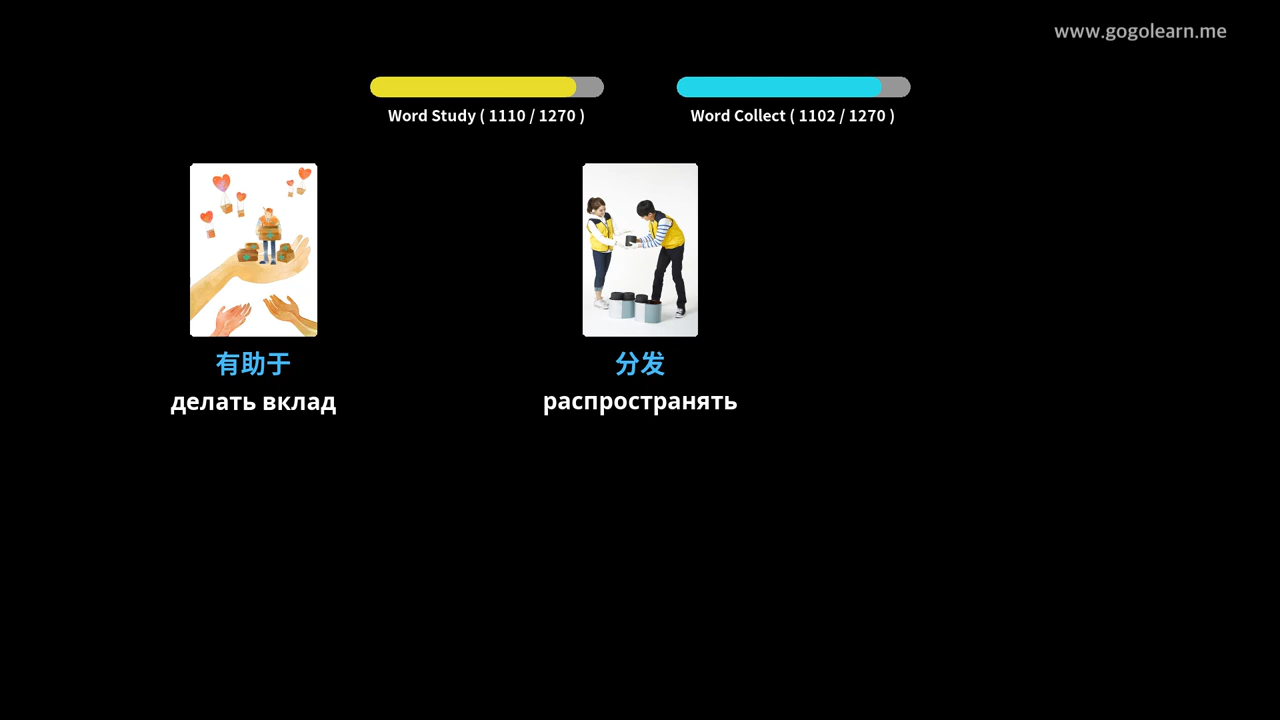 www.gogolearn.me
Word Study ( 1110 / 1270 )
Word Collect ( 1102 / 1270 )
有助于
делать вклад
分发
распространять